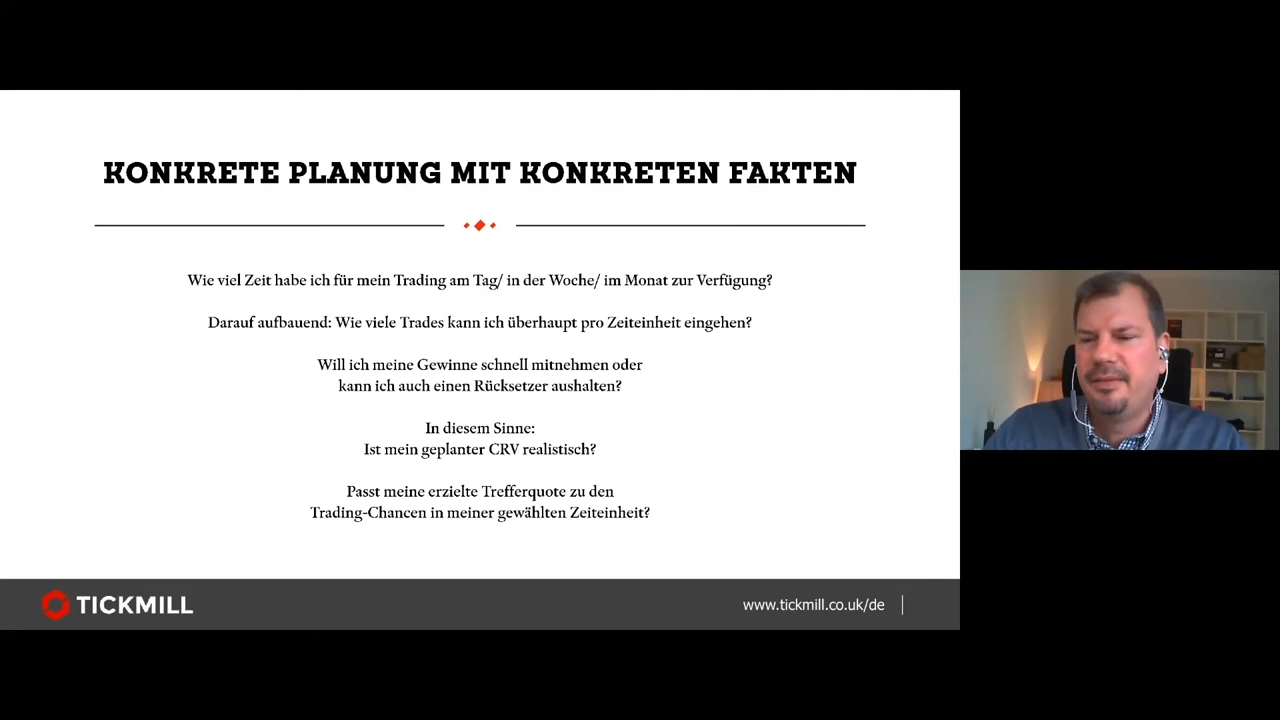 KONKRETE PLANUNG MIT KONKRETEN FAKTEN
Wie viel Zeit habe ich für mein Trading am Tag/ in der Woche/ im Monat zur Verfügung?
Darauf aufbauend: Wie viele Trades kann ich überhaupt pro Zeiteinheit eingehen?
Will ich meine Gewinne schnell mitnehmen oder
kann ich auch einen Rücksetzer aushalten?
In diesem Sinne:
Ist mein geplanter CRV realistisch?
Passt meine erzielte Trefferquote zu den
Trading-Chancen in meiner gewählten Zeiteinheit?
TICKMILL
www.tickmill.co.uk/de